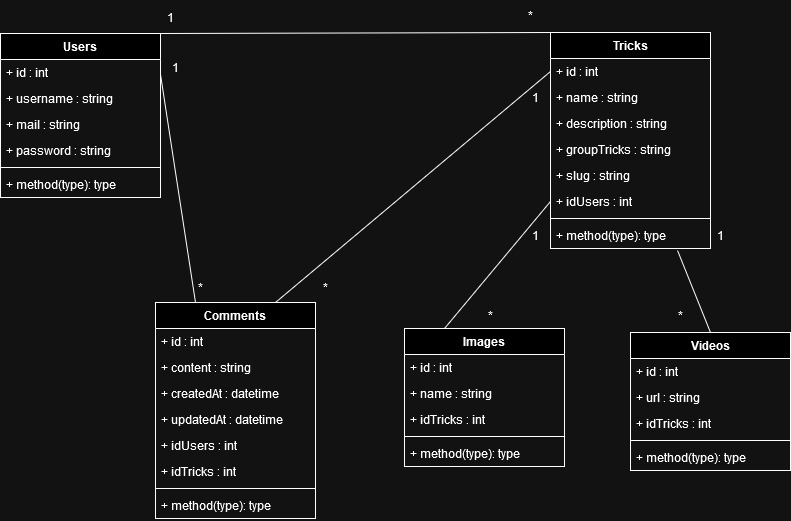 1
*
Users
+ id : int
+ username : string
+ mail : string
+ password : string
+ method(type): type
1
Tricks
+ id : int
+ name : string
+ description : string
+ groupTricks : string
+ slug : string
+ idUsers : int
+ method(type): type
1
1
1
*
*
*
*
Comments
+ id : int
+ content : string
+ createdAt : datetime
+ updatedAt : datetime
+ idUsers : int
+ idTricks : int
+ method(type): type
Images
+ id : int
+ name : string
+ idTricks : int
+ method(type): type
Videos
+ id : int
+ url : string
+ idTricks : int
+ method(type): type